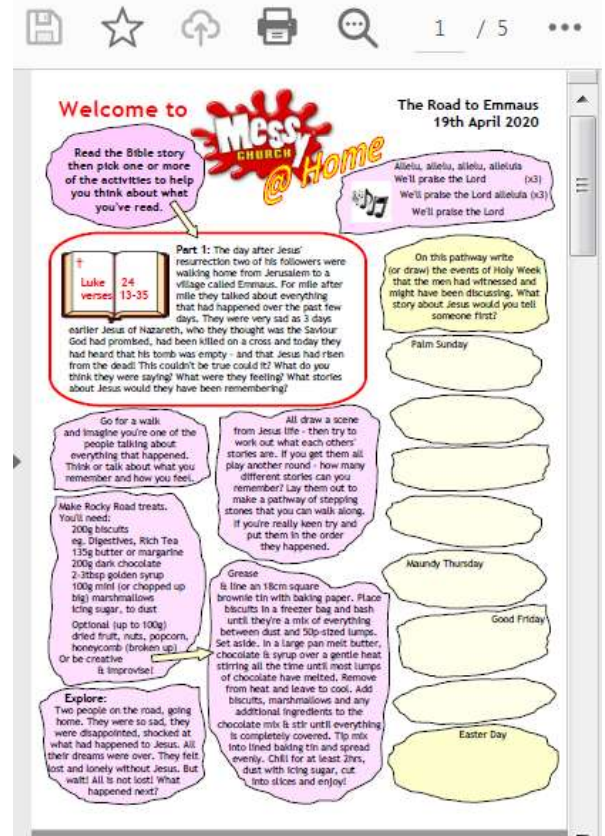 1 / 5
Welcome to
Messy
CHURCH
@ Home
The Road to Emmaus
19th April 2020
Read the Bible story
then pick one or more
of the activities to help
you think about what
you've read.
Allelu, allelu, allelu, alleluia
We'll praise the Lord (x3)
We'll praise the Lord alleluia (x3)
We'll praise the Lord
Luke 24
verses 13-35
Part 1: The day after Jesus'
resurrection two of his followers were
walking home from Jerusalem to a
village called Emmaus. For mile after
mile they talked about everything
that had happened over the past few
days. They were very sad as 3 days
earlier Jesus of Nazareth, who they thought was the Saviour
God had promised, had been killed on a cross and today they
had heard that his tomb was empty - and that Jesus had risen
from the dead! This couldn't be true could it? What do you
think they were saying? What were they feeling? What stories
about Jesus would they have been remembering?
On this pathway write
(or draw) the events of Holy Week
that the men had witnessed and
might have been discussing. What
story about Jesus would you tell
someone first?
Palm Sunday
Maundy Thursday
Good Friday
Easter Day
Go for a walk
and imagine you're one of the
people talking about
everything that happened.
Think or talk about what you
remember and how you feel.
All draw a scene
from Jesus life - then try to
work out what each others'
stories are. If you get them all
play another round - how many
different stories can you
remember? Lay them out to
make a pathway of stepping
stones that you can walk along.
If you're really keen try and
put them in the order
they happened.
Make Rocky Road treats.
You'll need:
200g biscuits
eg. Digestives, Rich Tea
135g butter or margarine
200g dark chocolate
2-3tbsp golden syrup
100g mini (or chopped up
big) marshmallows
icing sugar, to dust
Optional (up to 100g)
dried fruit, nuts, popcorn,
honeycomb (broken up)
Or be creative
& improvise!
Grease
& line an 18cm square
brownie tin with baking paper. Place
biscuits in a freezer bag and bash
until they're a mix of everything
between dust and 50p-sized lumps.
Set aside. In a large pan melt butter,
chocolate & syrup over a gentle heat
stirring all the time until most lumps
of chocolate have melted. Remove
from heat and leave to cool. Add
biscuits, marshmallows and any
additional ingredients to the
chocolate mix & stir until everything
is completely covered. Tip mix
into lined baking tin and spread
evenly. Chill for at least 2hrs,
dust with icing sugar, cut
into slices and enjoy!
Explore:
Two people on the road, going
home. They were so sad, they
were disappointed, shocked at
what had happened to Jesus. All
their dreams were over. They felt
lost and lonely without Jesus. But
wait! All is not lost! What
happened next?